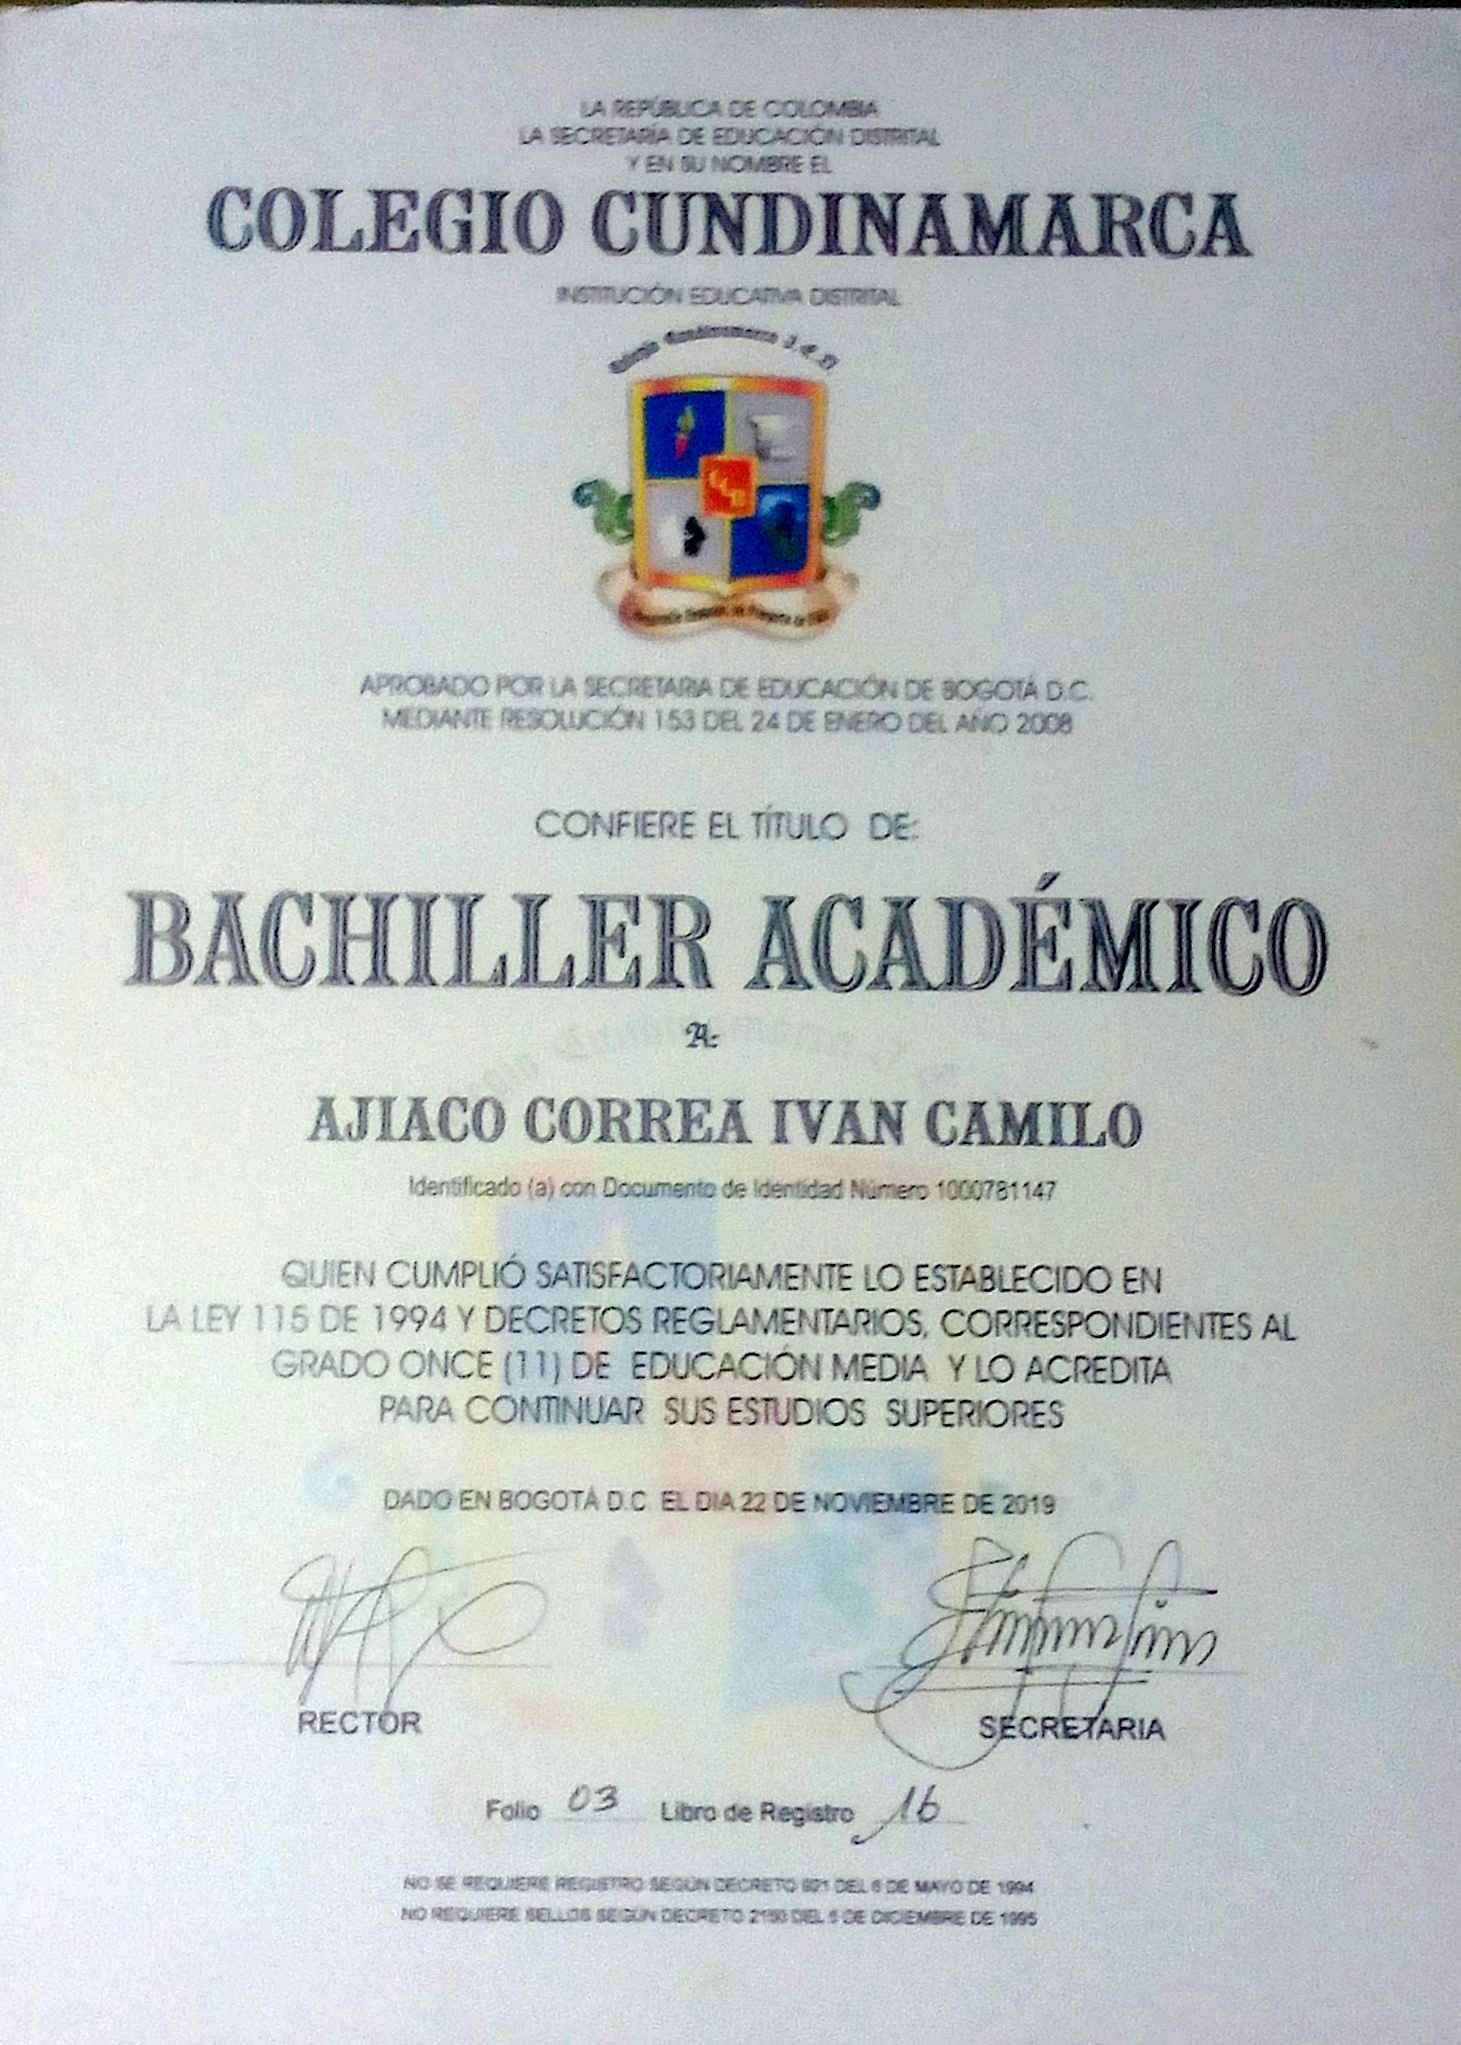 LA REPÚBLICA DE COLOMBIA
LA SECRETARÍA DE EDUCACIÓN DISTRITAL
Y EN SU NOMBRE EL
COLEGIO CUNDINAMARCA
INSTITUCIÓN EDUCATIVA DISTRITAL
Colegio Cundinamarca I.E.D
APROBADO POR LA SECRETARIA DE EDUCACIÓN DE BOGOTÁ D.C.
MEDIANTE RESOLUCIÓN 153 DEL 24 DE ENERO DEL AÑO 2008
CONFIERE EL TÍTULO DE:
BACHILLER ACADÉMICO
A:
AJIACO CORREA IVAN CAMILO
Identificado (a) con Documento de Identidad Número 1000781147
QUIEN CUMPLIÓ SATISFACTORIAMENTE LO ESTABLECIDO EN
LA LEY 115 DE 1994 Y DECRETOS REGLAMENTARIOS, CORRESPONDIENTES AL
GRADO ONCE (11) DE EDUCACIÓN MEDIA Y LO ACREDITA
PARA CONTINUAR SUS ESTUDIOS SUPERIORES
DADO EN BOGOTÁ D.C EL DIA 22 DE NOVIEMBRE DE 2019
RECTOR
SECRETARIA
Folio 03 Libro de Registro 16
NO SE REQUIERE REGISTRO SEGÚN DECRETO 921 DEL 6 DE MAYO DE 1994
NO REQUIERE SELLOS SEGÚN DECRETO 2150 DEL 5 DE DICIEMBRE DE 1995